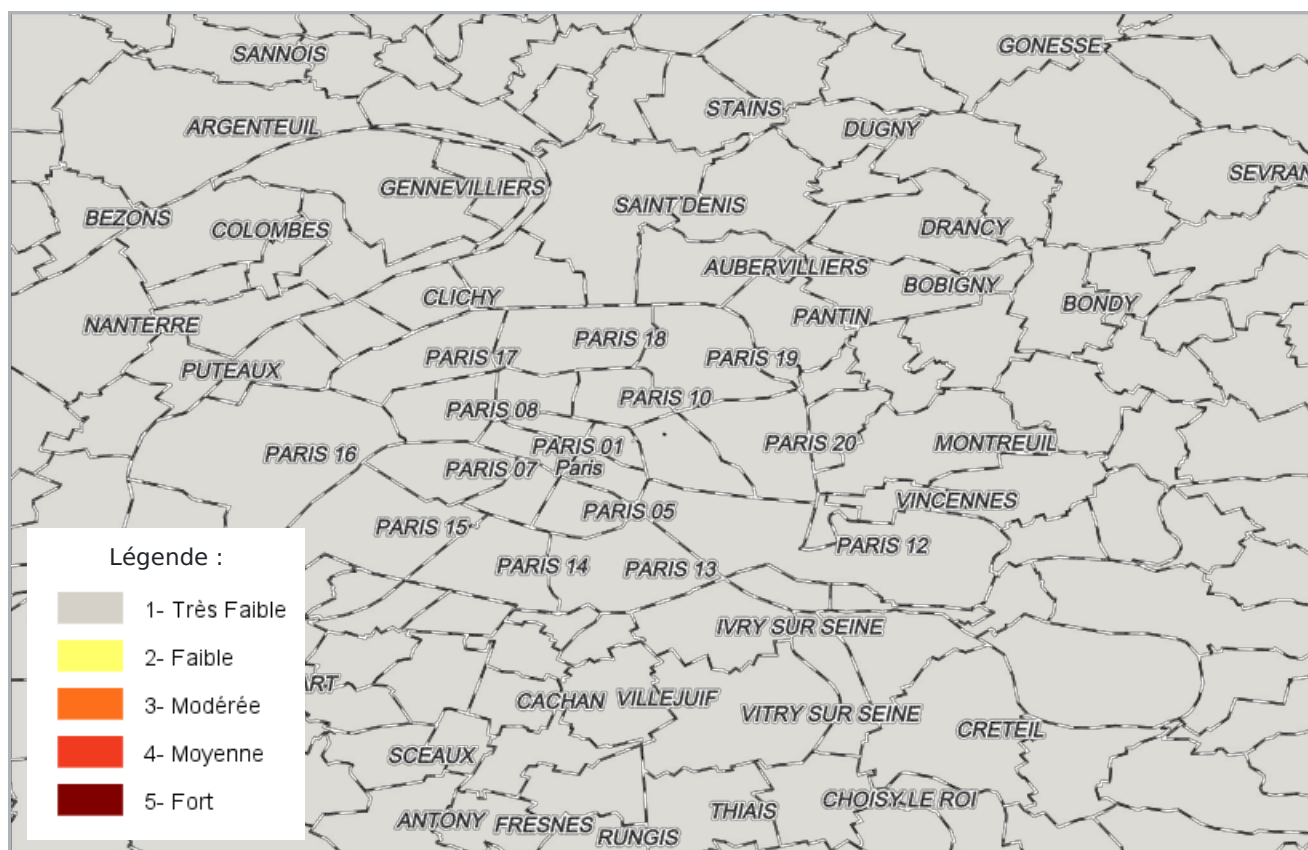 GONESSE
SANNOIS
STAINS
ARGENTEUIL
DUGNY
SEVRAN
GENNEVILLIERS
SAINT DENIS
BEZONS
COLOMBES
DRANCY
AUBERVILLIERS
BOBIGNY
CLICHY
BONDY
NANTERRE
PANTIN
PARIS 18
PARIS 17
PARIS 19
PUTEAUX
PARIS 10
PARIS 08
PARIS 01
PARIS 20
MONTREUIL
PARIS 16
PARIS 07
Paris
VINCENNES
PARIS 05
PARIS 15
PARIS 12
PARIS 14
PARIS 13
IVRY SUR SEINE
ART
CACHAN
VILLEJUIF
VITRY SUR SEINE
CRETEIL
SCEAUX
CHOISY LE ROI
THIAIS
ANTONY
FRESNES
RUNGIS
Légende :
1- Très Faible
2- Faible
3- Modérée
4- Moyenne
5- Fort